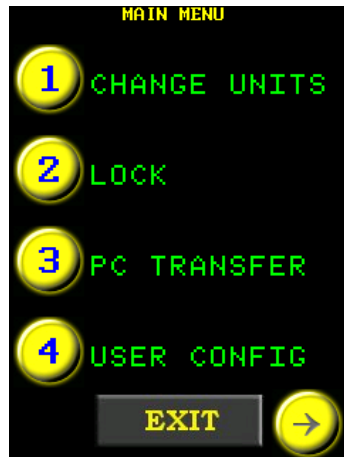 MAIN MENU
1 CHANGE UNITS
2 LOCK
3 PC TRANSFER
4 USER CONFIG
EXIT →